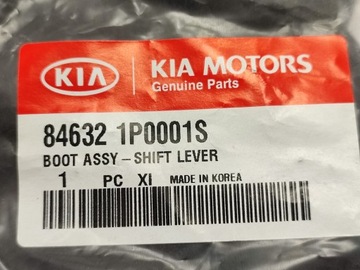 KIA KIA MOTORS
Genuine Parts
84632 1P0001S
BOOT ASSY-SHIFT LEVER
1 PC XI MADE IN KOREA